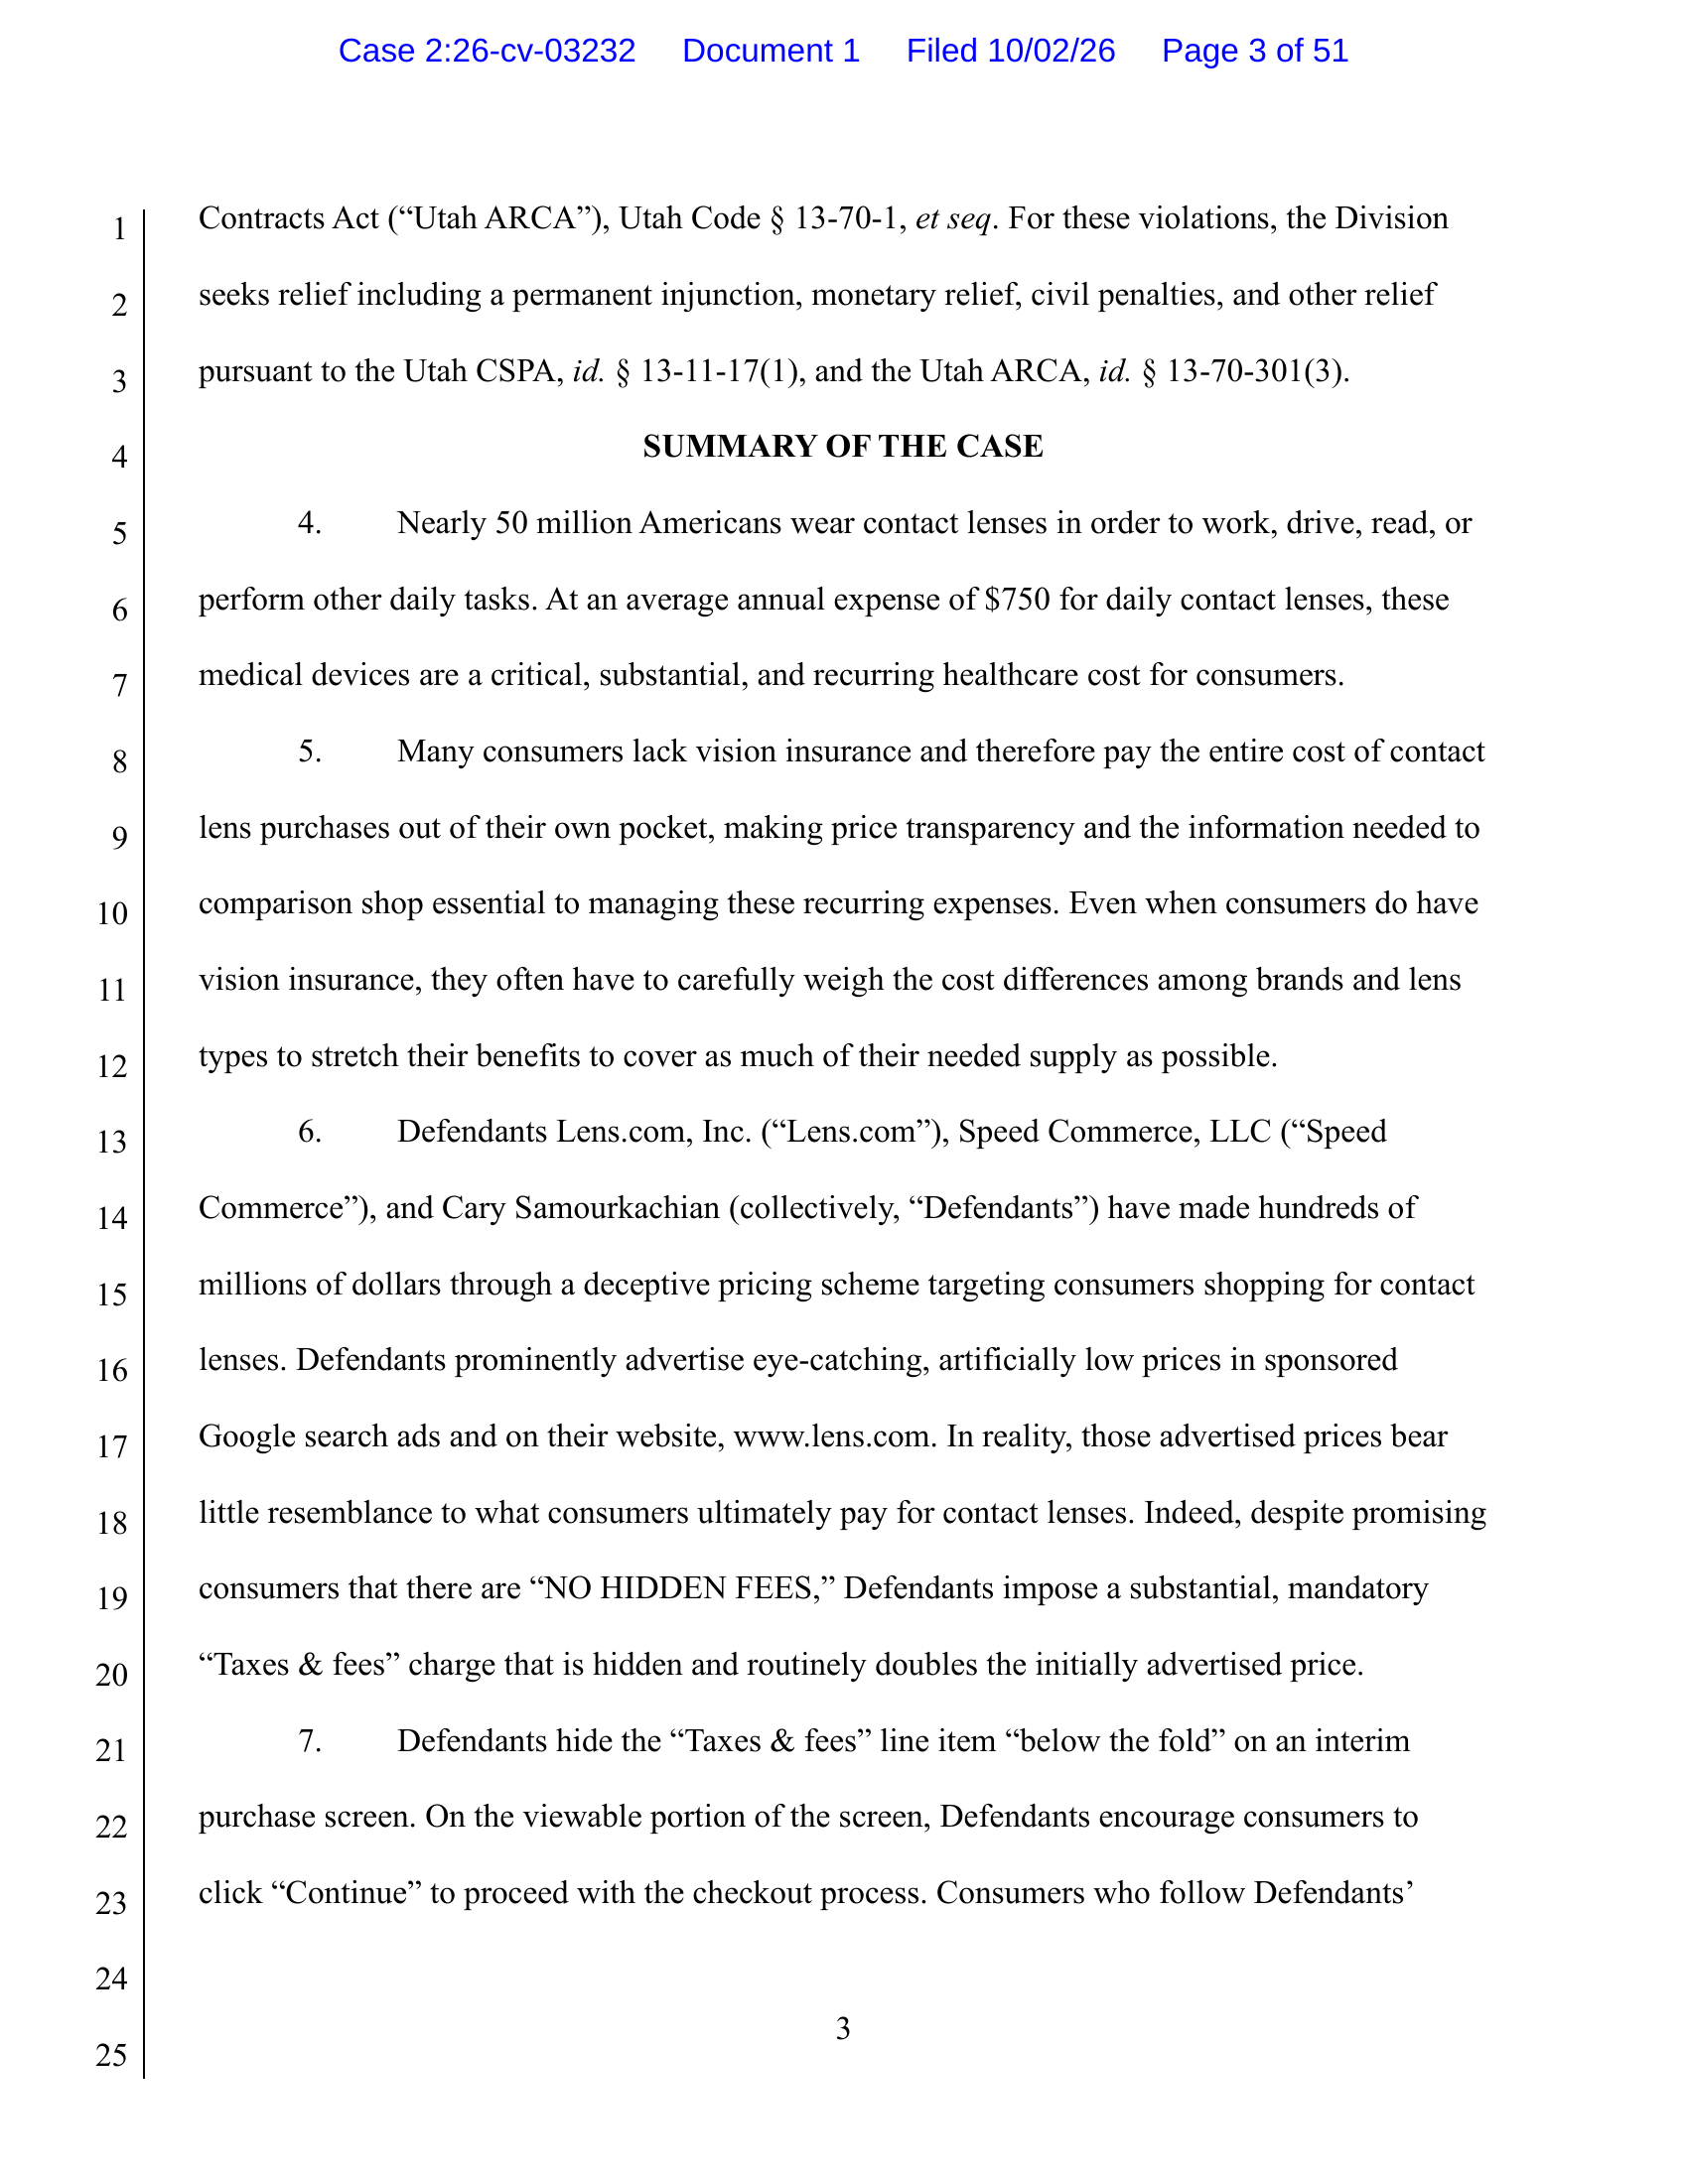 Case 2:26-cv-03232 Document 1 Filed 10/02/26 Page 3 of 51
1 Contracts Act (“Utah ARCA”), Utah Code § 13-70-1, et seq. For these violations, the Division
2 seeks relief including a permanent injunction, monetary relief, civil penalties, and other relief
3 pursuant to the Utah CSPA, id. § 13-11-17(1), and the Utah ARCA, id. § 13-70-301(3).
4 SUMMARY OF THE CASE
5 4. Nearly 50 million Americans wear contact lenses in order to work, drive, read, or
6 perform other daily tasks. At an average annual expense of $750 for daily contact lenses, these
7 medical devices are a critical, substantial, and recurring healthcare cost for consumers.
8 5. Many consumers lack vision insurance and therefore pay the entire cost of contact
9 lens purchases out of their own pocket, making price transparency and the information needed to
10 comparison shop essential to managing these recurring expenses. Even when consumers do have
11 vision insurance, they often have to carefully weigh the cost differences among brands and lens
12 types to stretch their benefits to cover as much of their needed supply as possible.
13 6. Defendants Lens.com, Inc. (“Lens.com”), Speed Commerce, LLC (“Speed
14 Commerce”), and Cary Samourkachian (collectively, “Defendants”) have made hundreds of
15 millions of dollars through a deceptive pricing scheme targeting consumers shopping for contact
16 lenses. Defendants prominently advertise eye-catching, artificially low prices in sponsored
17 Google search ads and on their website, www.lens.com. In reality, those advertised prices bear
18 little resemblance to what consumers ultimately pay for contact lenses. Indeed, despite promising
19 consumers that there are “NO HIDDEN FEES,” Defendants impose a substantial, mandatory
20 “Taxes & fees” charge that is hidden and routinely doubles the initially advertised price.
21 7. Defendants hide the “Taxes & fees” line item “below the fold” on an interim
22 purchase screen. On the viewable portion of the screen, Defendants encourage consumers to
23 click “Continue” to proceed with the checkout process. Consumers who follow Defendants’
24
3
25